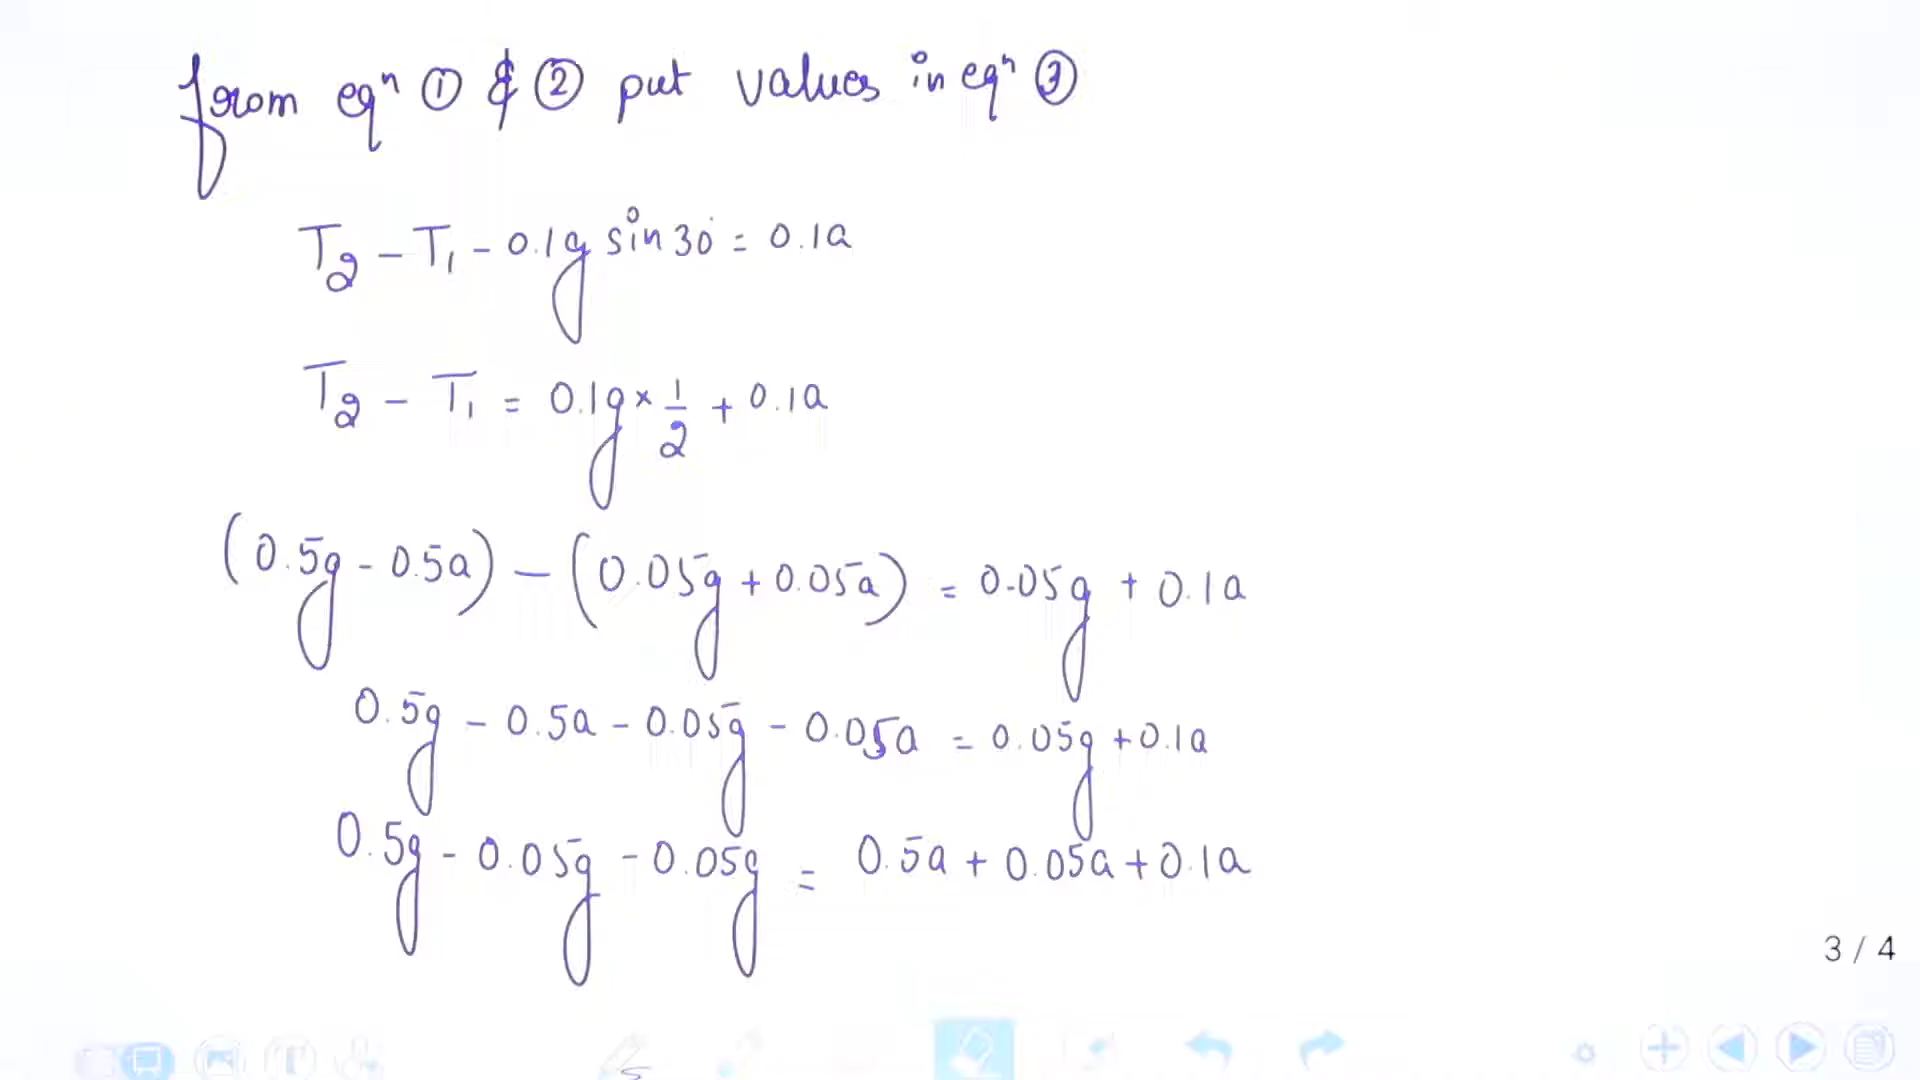 from eqⁿ ① & ② put values in eqⁿ ③
T₂ - T₁ - 0.1g sin30° = 0.1a
T₂ - T₁ = 0.1g × 1/2 + 0.1a
(0.5g - 0.5a) - (0.05g + 0.05a) = 0.05g + 0.1a
0.5g - 0.5a - 0.05g - 0.05a = 0.05g + 0.1a
0.5g - 0.05g - 0.05g = 0.5a + 0.05a + 0.1a
3 / 4